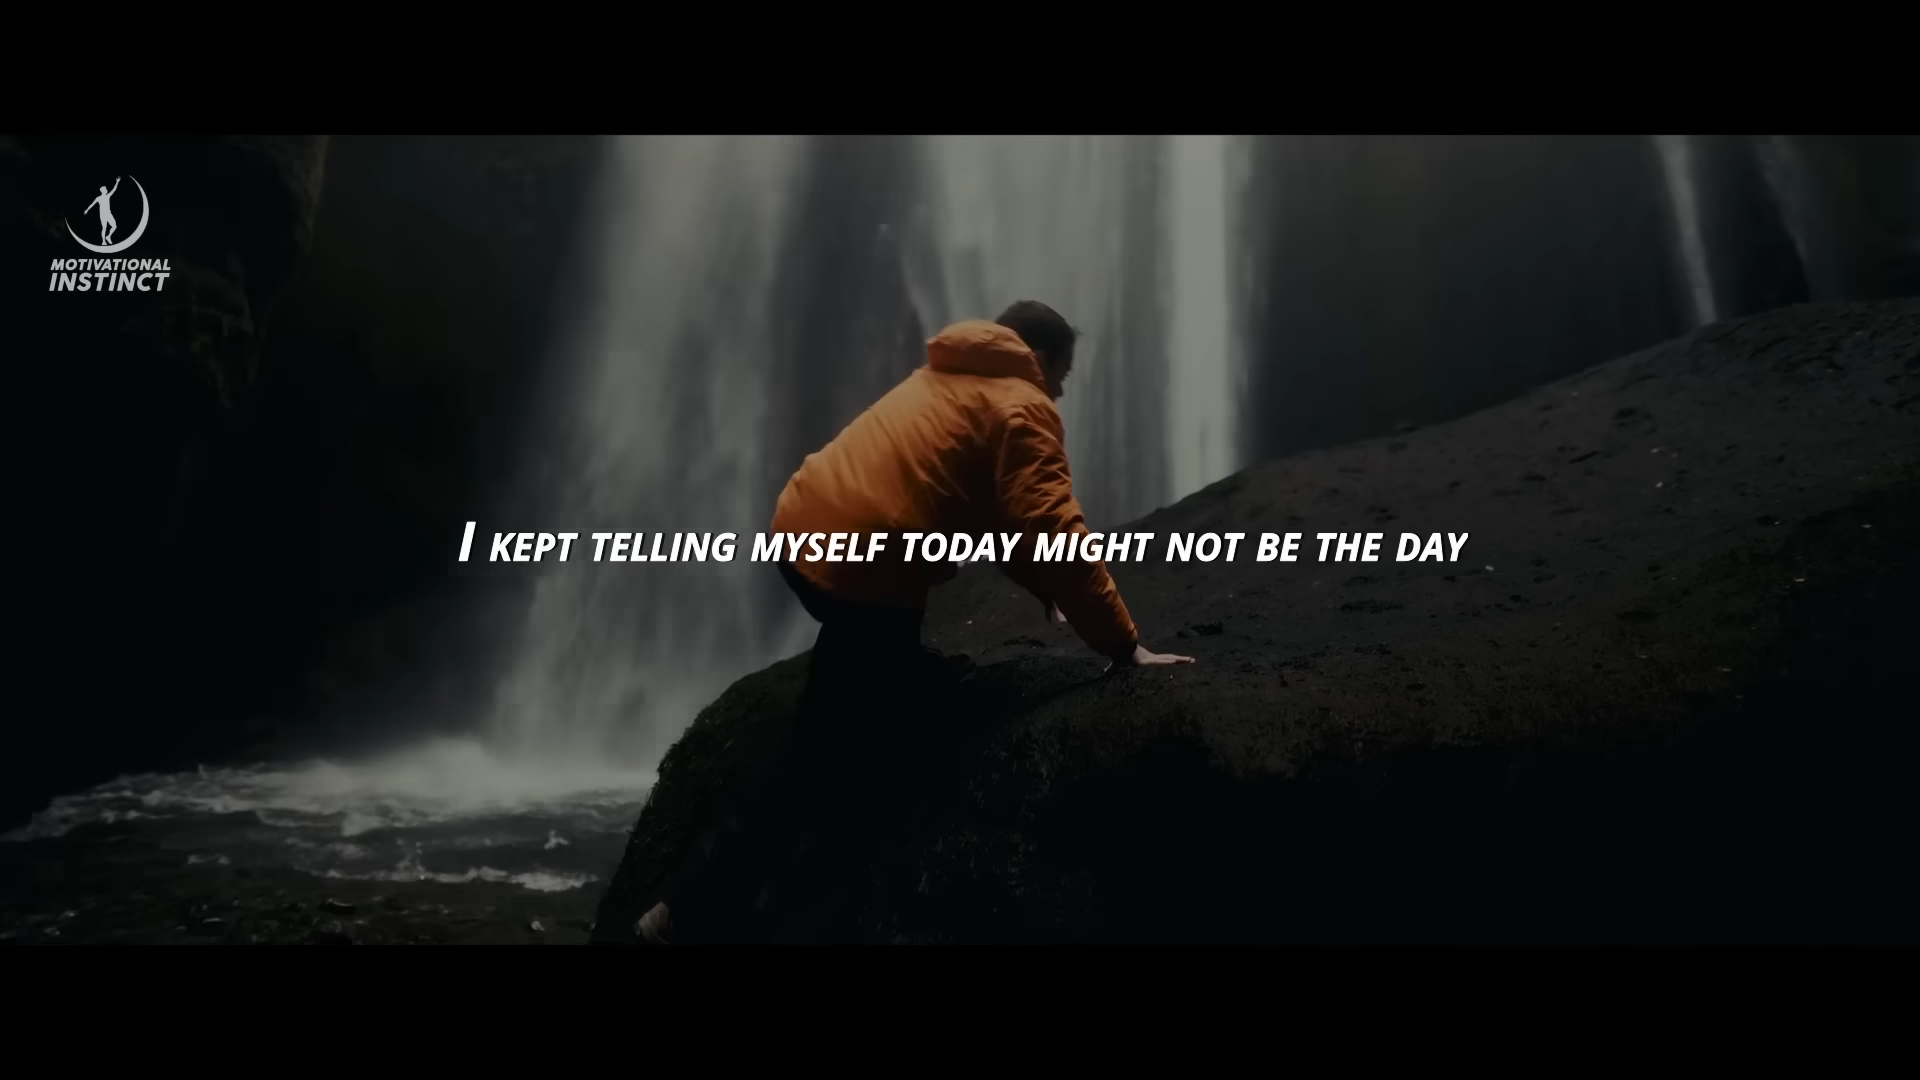 MOTIVATIONAL
INSTINCT
I KEPT TELLING MYSELF TODAY MIGHT NOT BE THE DAY